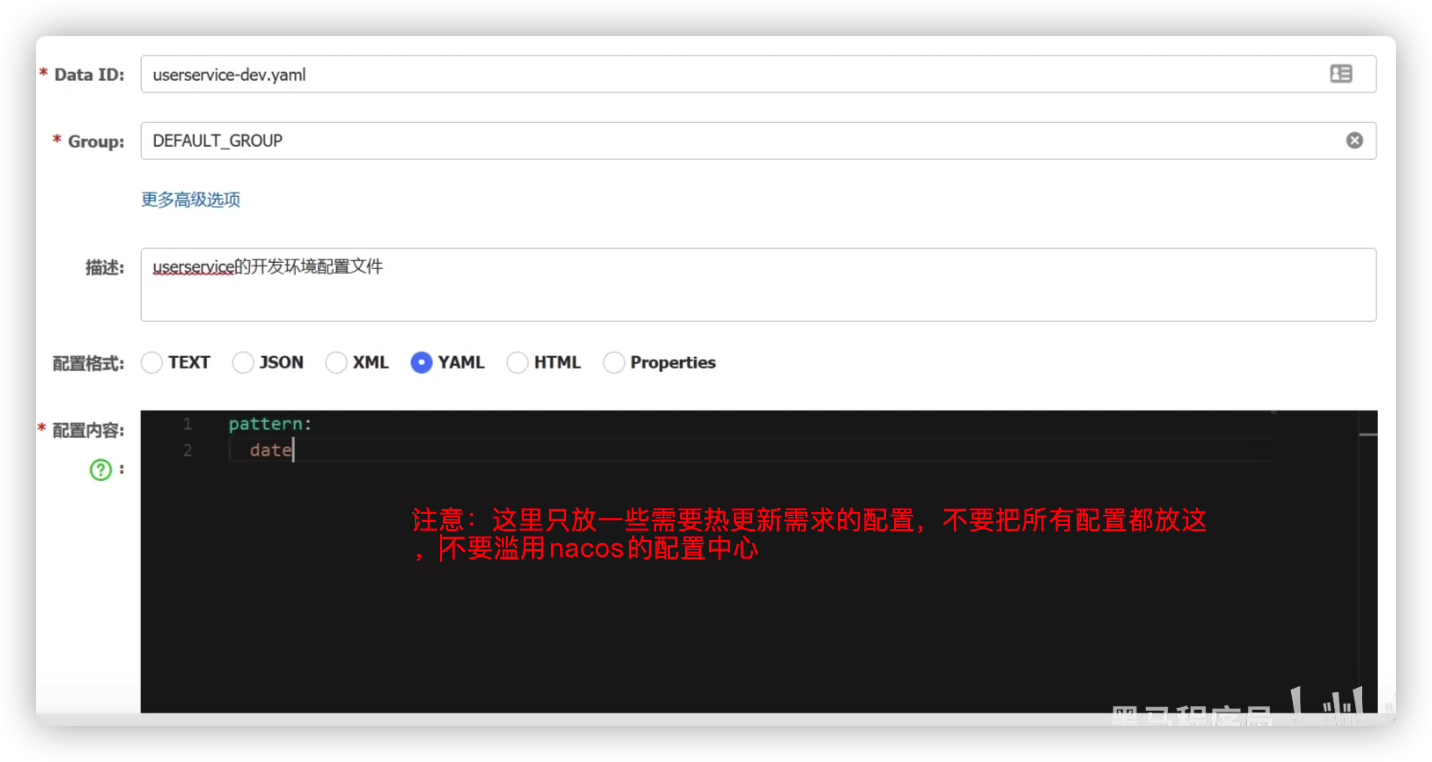 * Data ID: userservice-dev.yaml
* Group: DEFAULT_GROUP
更多高级选项
描述: userservice的开发环境配置文件
配置格式: TEXT JSON XML YAML HTML Properties
* 配置内容: 1 pattern:
2 date
? :
注意：这里只放一些需要热更新需求的配置，不要把所有配置都放这
，不要滥用nacos的配置中心
黑马程序员